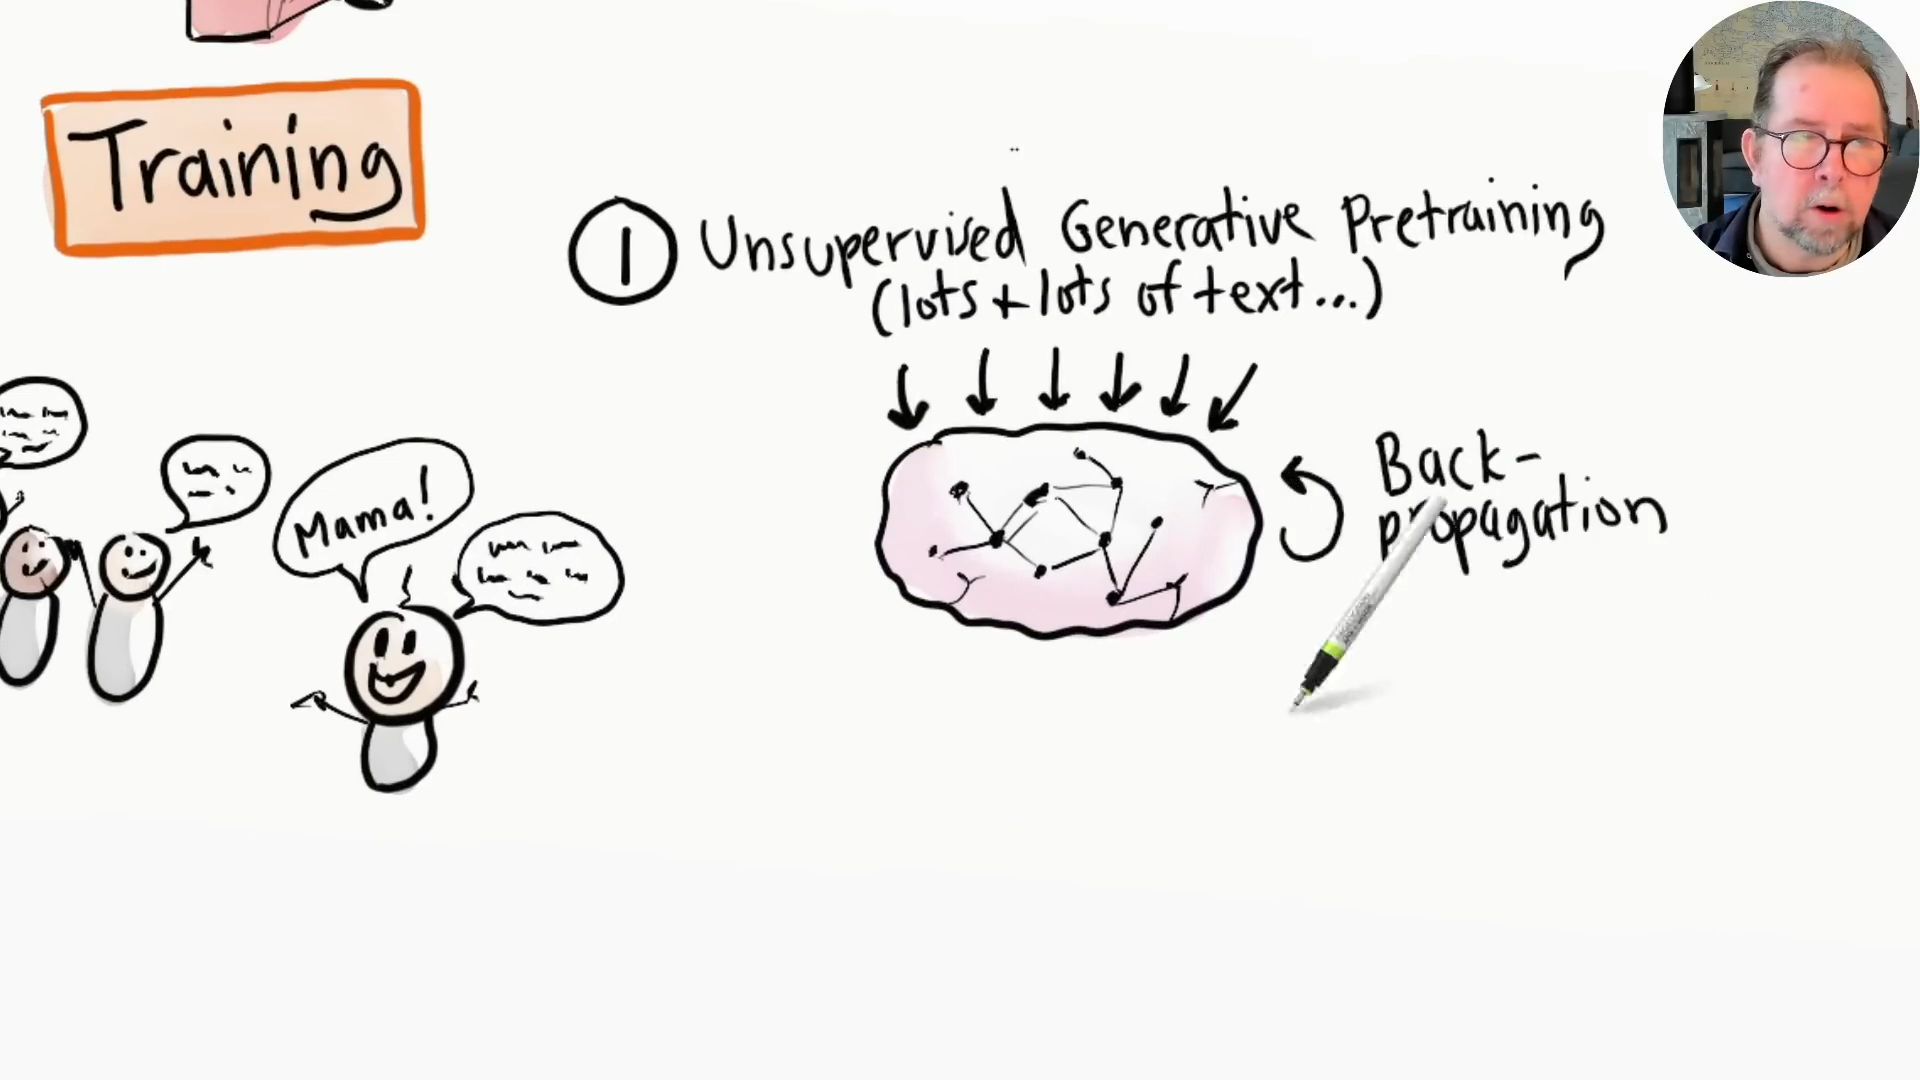 Training
1 Unsupervised Generative Pretraining
(lots + lots of text...)
Back-
propagation
Mama!